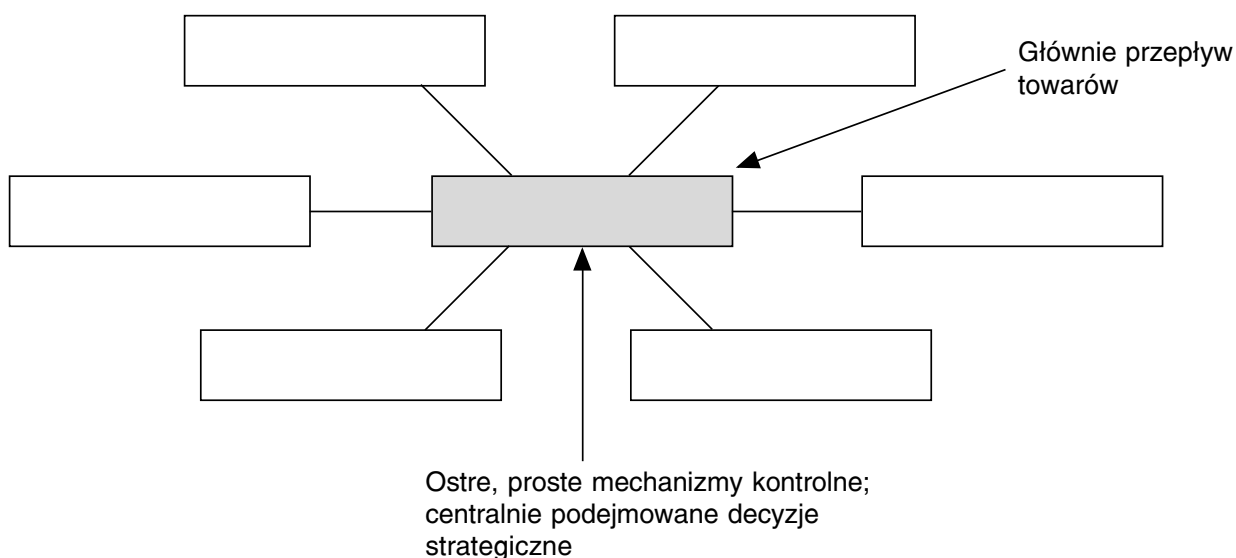 Głównie przepływ
towarów
Ostre, proste mechanizmy kontrolne;
centralnie podejmowane decyzje
strategiczne